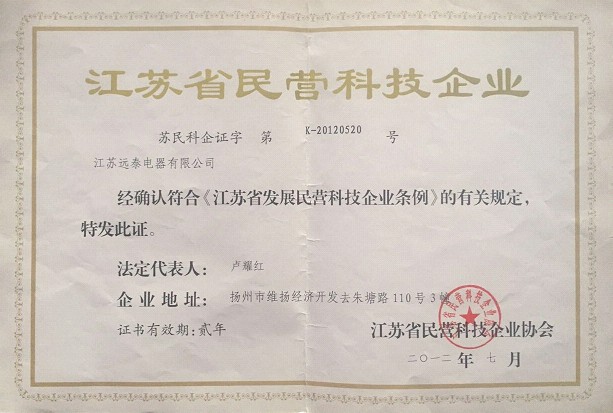 江苏省民营科技企业
苏民科企证字 第 K-20120520 号
江苏远泰电器有限公司
经确认符合《江苏省发展民营科技企业条例》的有关规定，
特发此证。
法定代表人： 卢耀红
企业地址： 扬州市维扬经济开发去朱塘路110号3幢
证书有效期：贰年
江苏省民营科技企业协会
二〇一二年七月